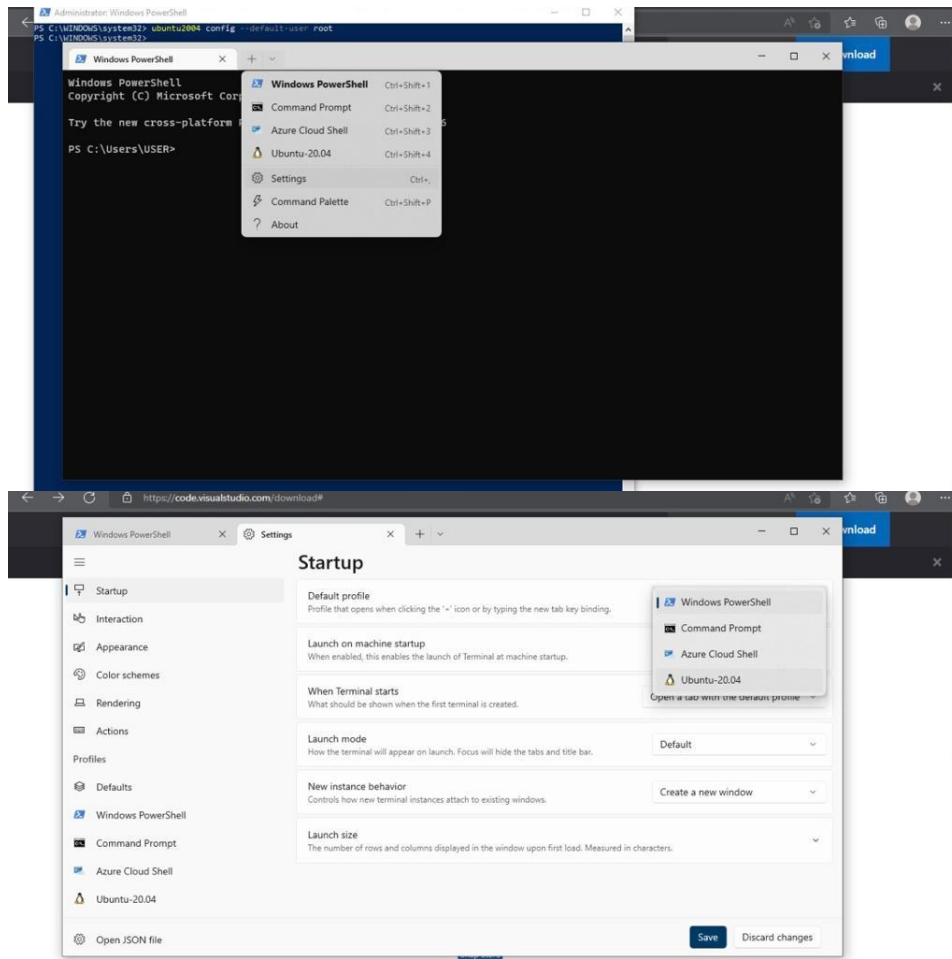 Administrator: Windows PowerShell
PS C:\WINDOWS\system32> ubuntu2004 config --default-user root
PS C:\WINDOWS\system32>
Windows PowerShell
Windows PowerShell
Copyright (C) Microsoft Cor
Try the new cross-platform
PS C:\Users\USER>
Windows PowerShell Ctrl+Shift+1
Command Prompt Ctrl+Shift+2
Azure Cloud Shell Ctrl+Shift+3
Ubuntu-20.04 Ctrl+Shift+4
Settings Ctrl+,
Command Palette Ctrl+Shift+P
About
6
wnload
https://code.visualstudio.com/download#
Windows PowerShell
Settings
wnload
Startup
Interaction
Appearance
Color schemes
Rendering
Actions
Profiles
Defaults
Windows PowerShell
Command Prompt
Azure Cloud Shell
Ubuntu-20.04
Open JSON file
Startup
Default profile
Profile that opens when clicking the '+' icon or by typing the new tab key binding.
Windows PowerShell
Command Prompt
Azure Cloud Shell
Ubuntu-20.04
Launch on machine startup
When enabled, this enables the launch of Terminal at machine startup.
When Terminal starts
What should be shown when the first terminal is created.
Open a tab with the default profile
Launch mode
How the terminal will appear on launch. Focus will hide the tabs and title bar.
Default
New instance behavior
Controls how new terminal instances attach to existing windows.
Create a new window
Launch size
The number of rows and columns displayed in the window upon first load. Measured in characters.
Save
Discard changes